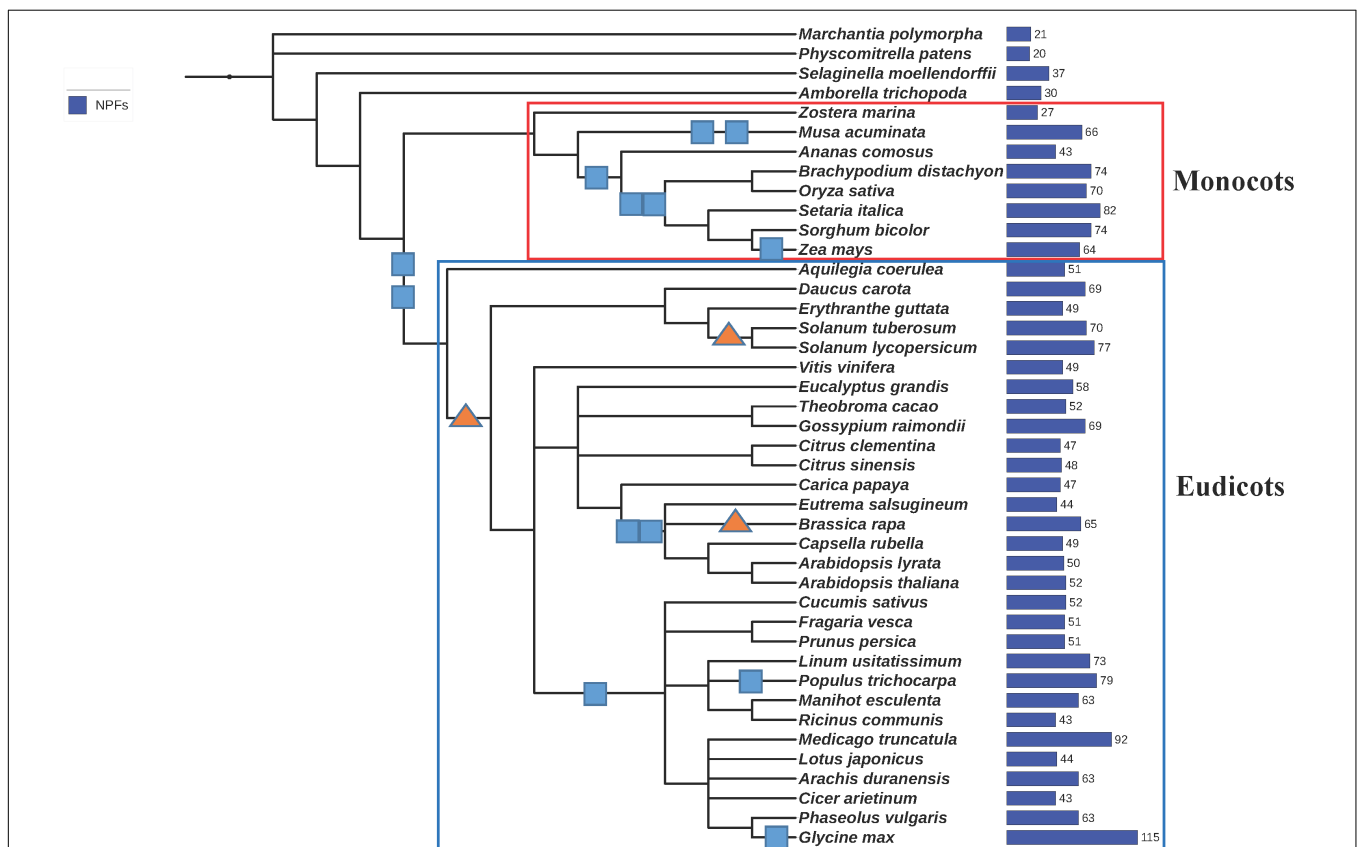 NPFs
Marchantia polymorpha 21
Physcomitrella patens 20
Selaginella moellendorffii 37
Amborella trichopoda 30
Zostera marina 27
Musa acuminata 66
Ananas comosus 43
Brachypodium distachyon 74
Oryza sativa 70
Setaria italica 82
Sorghum bicolor 74
Zea mays 64
Monocots
Aquilegia coerulea 51
Daucus carota 69
Erythranthe guttata 49
Solanum tuberosum 70
Solanum lycopersicum 77
Vitis vinifera 49
Eucalyptus grandis 58
Theobroma cacao 52
Gossypium raimondii 69
Citrus clementina 47
Citrus sinensis 48
Carica papaya 47
Eutrema salsugineum 44
Brassica rapa 65
Capsella rubella 49
Arabidopsis lyrata 50
Arabidopsis thaliana 52
Cucumis sativus 52
Fragaria vesca 51
Prunus persica 51
Linum usitatissimum 73
Populus trichocarpa 79
Manihot esculenta 63
Ricinus communis 43
Medicago truncatula 92
Lotus japonicus 44
Arachis duranensis 63
Cicer arietinum 43
Phaseolus vulgaris 63
Glycine max 115
Eudicots